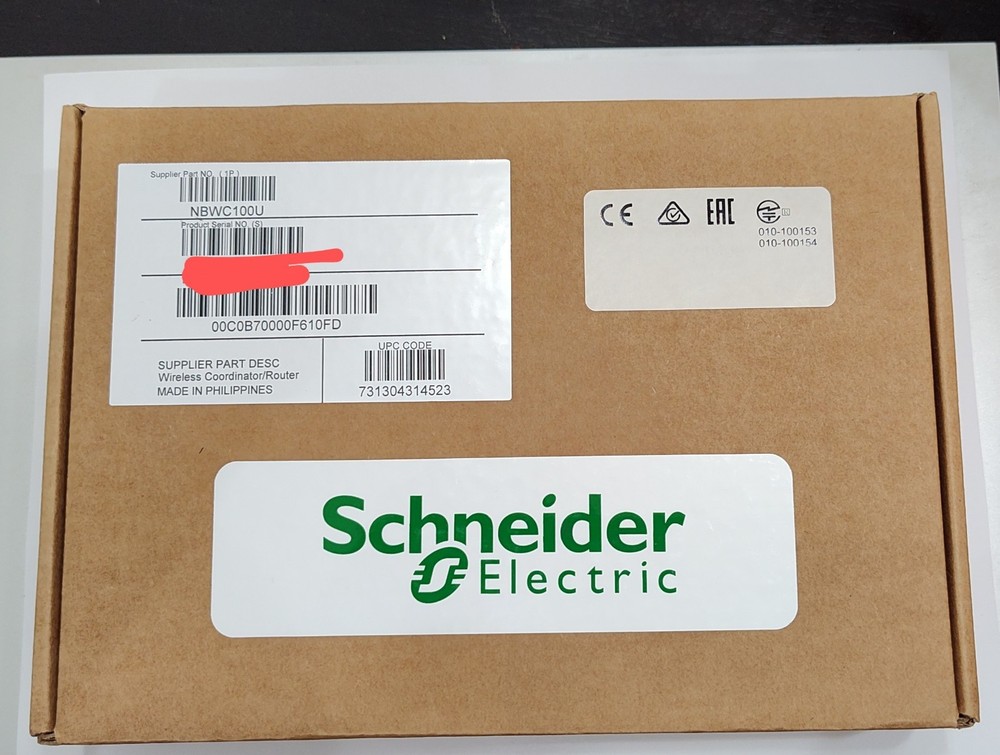 Supplier Part NO. (1P)
NBWC100U
Product Serial NO. (S)
00C0B70000F610FD
SUPPLIER PART DESC
Wireless Coordinator/Router
MADE IN PHILIPPINES
UPC CODE
731304314523
CE
EAC
010-100153
010-100154
Schneider
Electric